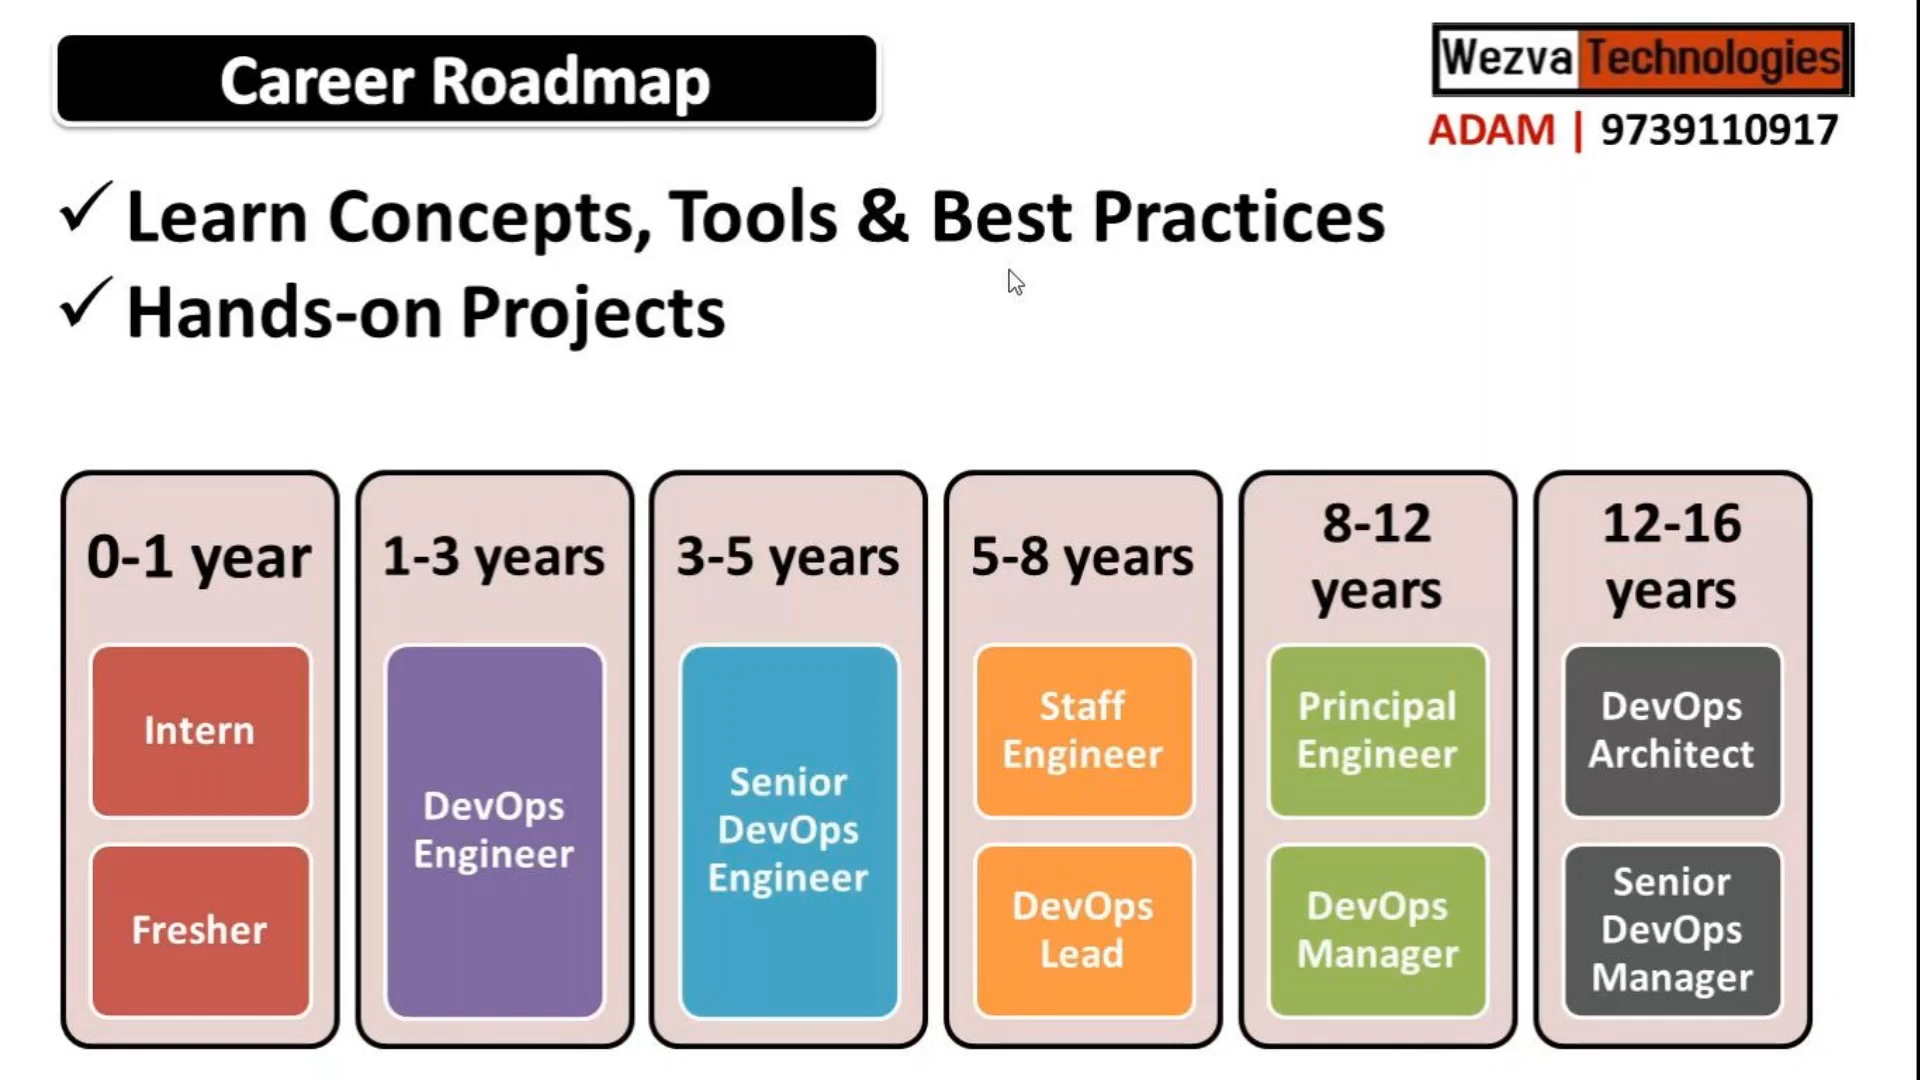 Career Roadmap
Wezva Technologies
ADAM | 9739110917
✓ Learn Concepts, Tools & Best Practices
✓ Hands-on Projects
0-1 year
Intern
Fresher
1-3 years
DevOps
Engineer
3-5 years
Senior
DevOps
Engineer
5-8 years
Staff
Engineer
DevOps
Lead
8-12
years
Principal
Engineer
DevOps
Manager
12-16
years
DevOps
Architect
Senior
DevOps
Manager